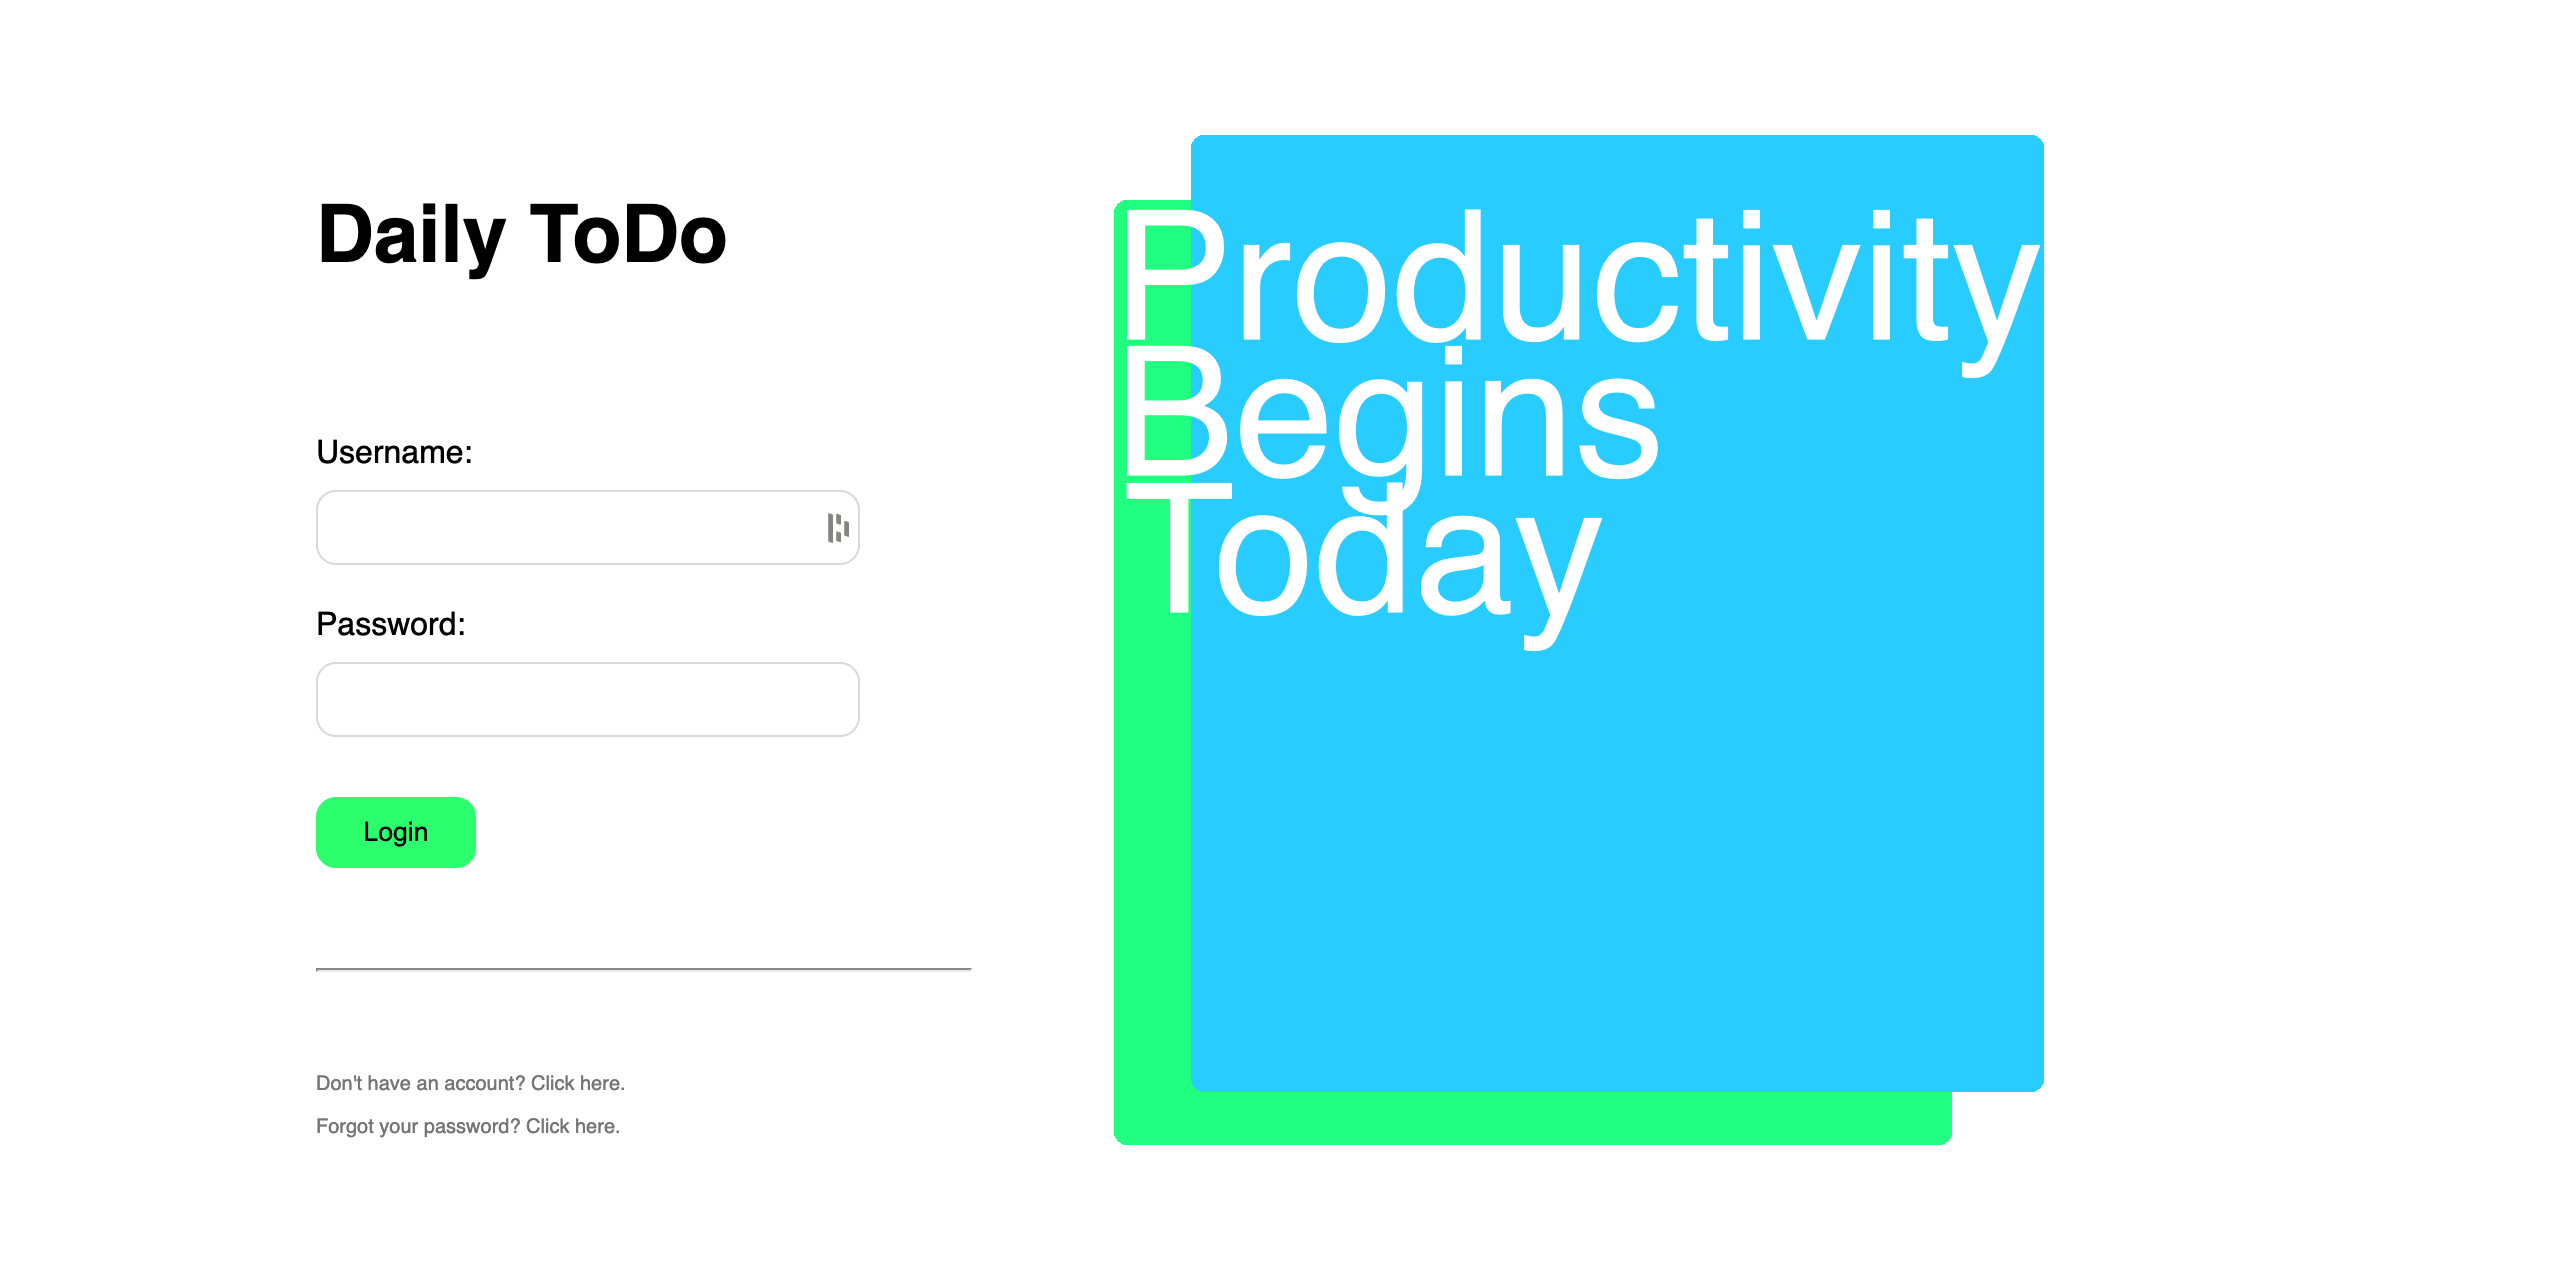 Daily ToDo
Username:
Password:
Login
Don't have an account? Click here.
Forgot your password? Click here.
Productivity
Begins
Today